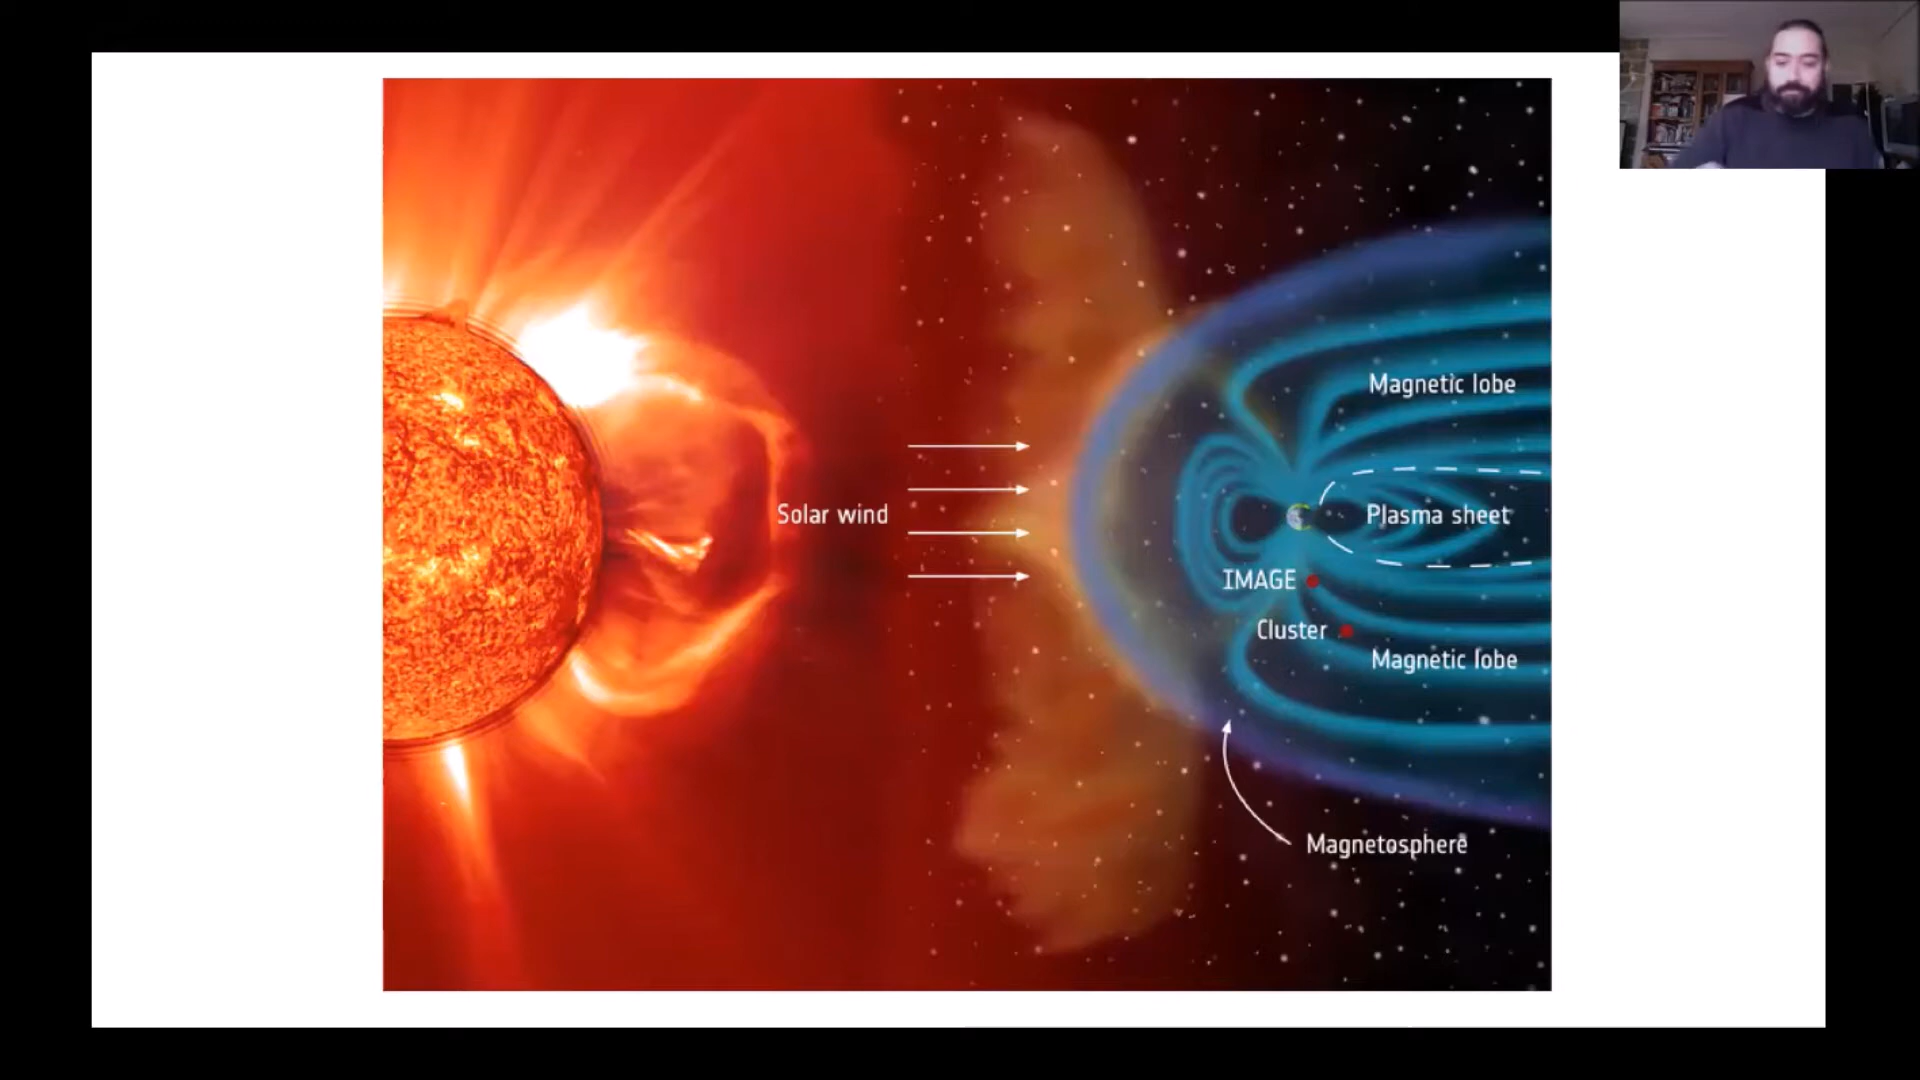 Magnetic lobe
Solar wind
Plasma sheet
IMAGE
Cluster
Magnetic lobe
Magnetosphere